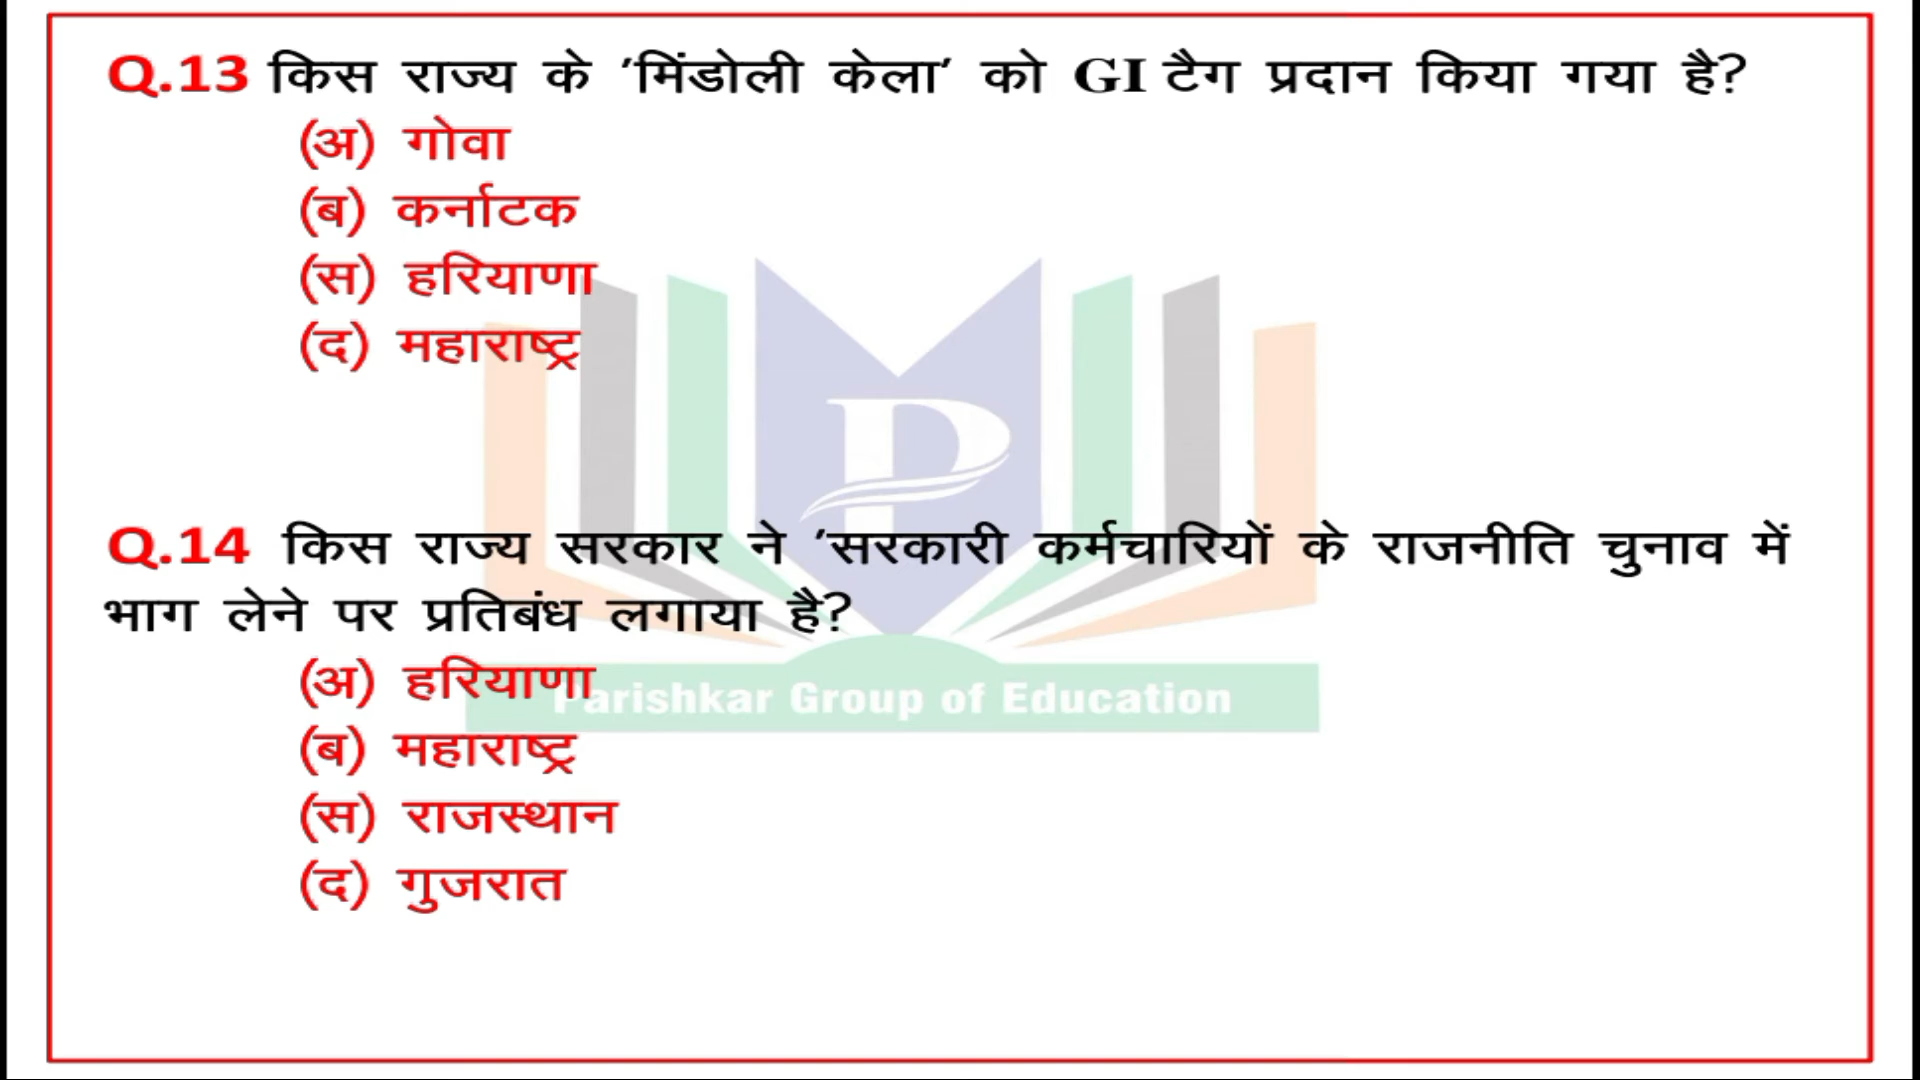 Q.13 किस राज्य के ’मिंडोली केला’ को GI टैग प्रदान किया गया है?
(अ) गोवा
(ब) कर्नाटक
(स) हरियाणा
(द) महाराष्ट्र
Q.14 किस राज्य सरकार ने ’सरकारी कर्मचारियों के राजनीति चुनाव में
भाग लेने पर प्रतिबंध लगाया है?
(अ) हरियाणा
Parishkar Group of Education
(ब) महाराष्ट्र
(स) राजस्थान
(द) गुजरात